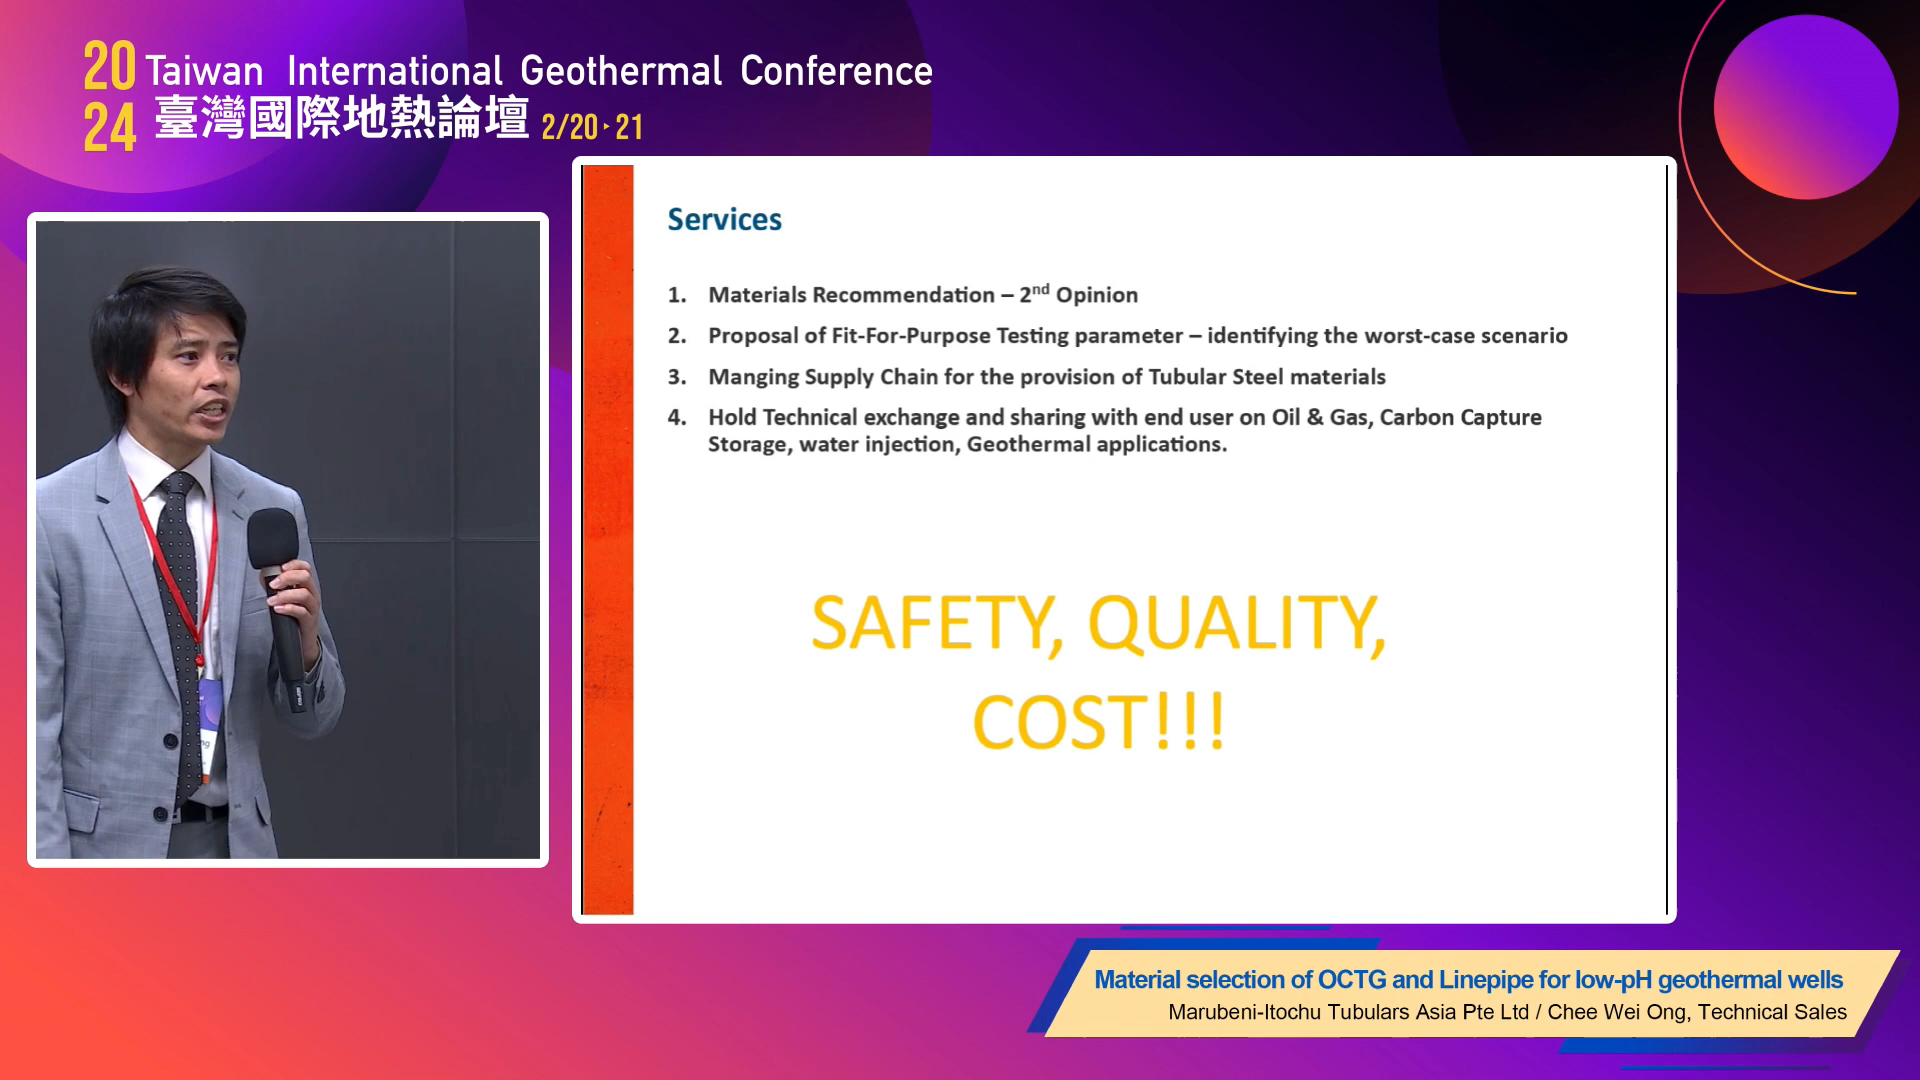 2024 Taiwan International Geothermal Conference
臺灣國際地熱論壇 2/20 ▸ 21
Services
1. Materials Recommendation – 2nd Opinion
2. Proposal of Fit-For-Purpose Testing parameter – identifying the worst-case scenario
3. Manging Supply Chain for the provision of Tubular Steel materials
4. Hold Technical exchange and sharing with end user on Oil & Gas, Carbon Capture
Storage, water injection, Geothermal applications.
SAFETY, QUALITY,
COST!!!
Material selection of OCTG and Linepipe for low-pH geothermal wells
Marubeni-Itochu Tubulars Asia Pte Ltd / Chee Wei Ong, Technical Sales